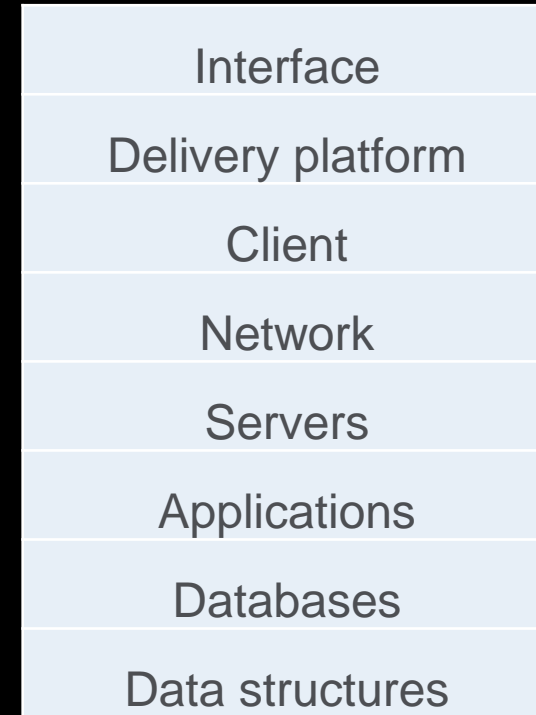 Interface
Delivery platform
Client
Network
Servers
Applications
Databases
Data structures